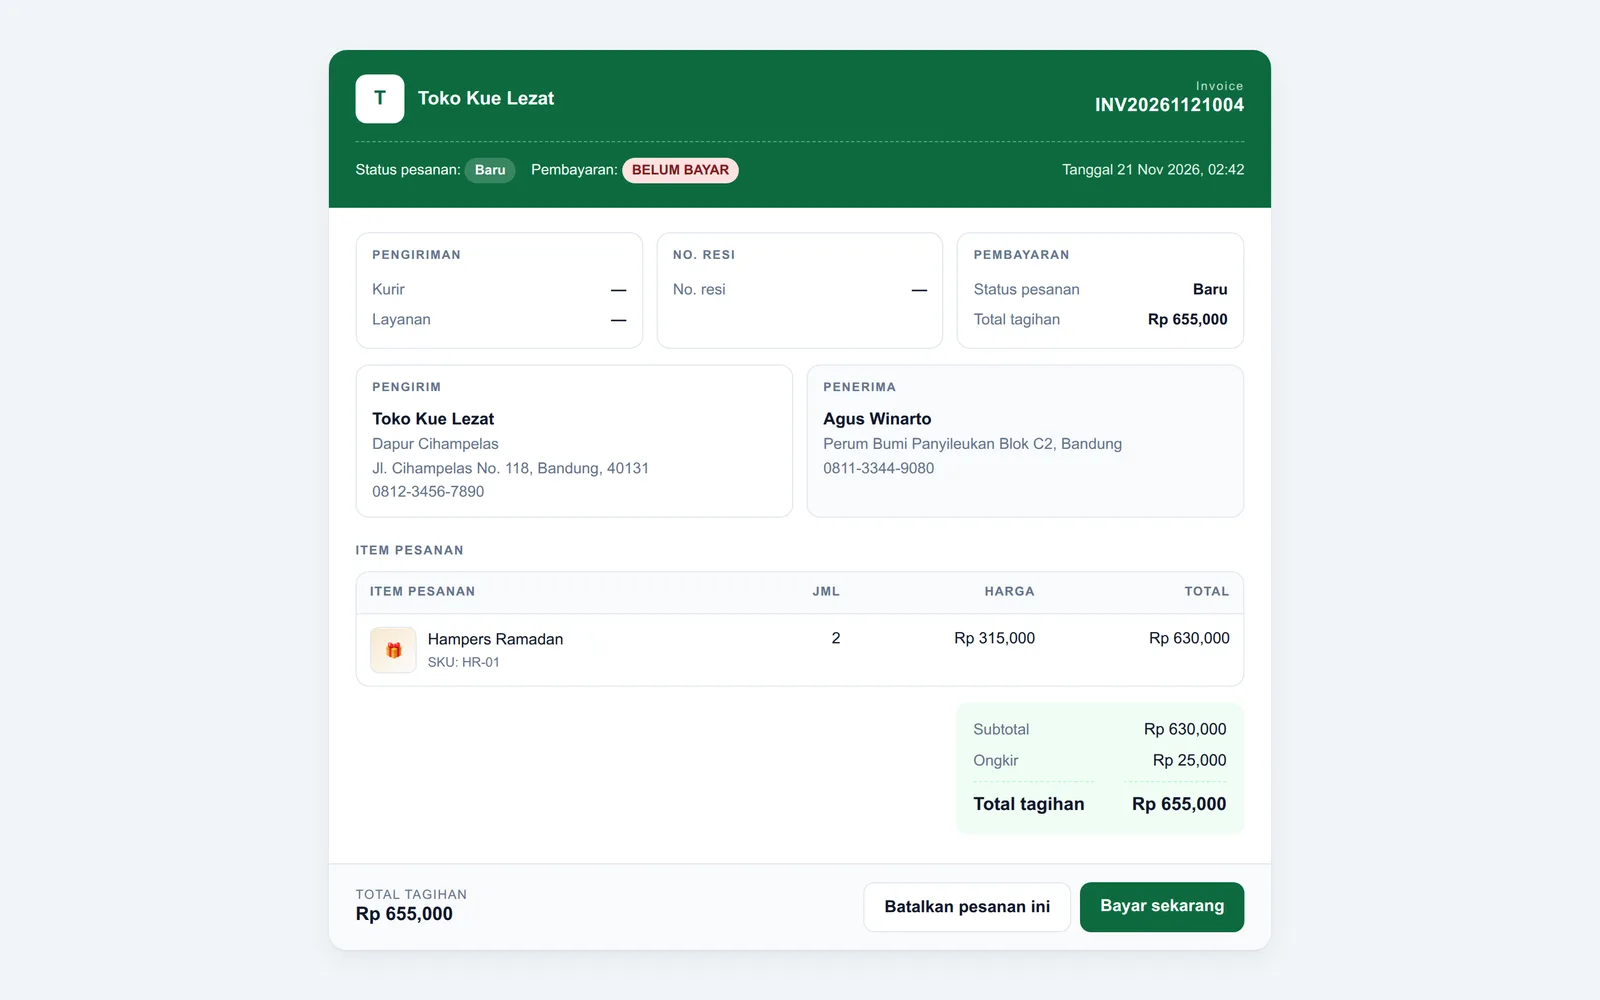 T
Toko Kue Lezat
Invoice
INV20261121004
Status pesanan: Baru Pembayaran: BELUM BAYAR
Tanggal 21 Nov 2026, 02:42
PENGIRIMAN
Kurir —
Layanan —
NO. RESI
No. resi —
PEMBAYARAN
Status pesanan Baru
Total tagihan Rp 655,000
PENGIRIM
Toko Kue Lezat
Dapur Cihampelas
Jl. Cihampelas No. 118, Bandung, 40131
0812-3456-7890
PENERIMA
Agus Winarto
Perum Bumi Panyileukan Blok C2, Bandung
0811-3344-9080
ITEM PESANAN
ITEM PESANAN JML HARGA TOTAL
Hampers Ramadan 2 Rp 315,000 Rp 630,000
SKU: HR-01
Subtotal Rp 630,000
Ongkir Rp 25,000
Total tagihan Rp 655,000
TOTAL TAGIHAN
Rp 655,000
Batalkan pesanan ini
Bayar sekarang